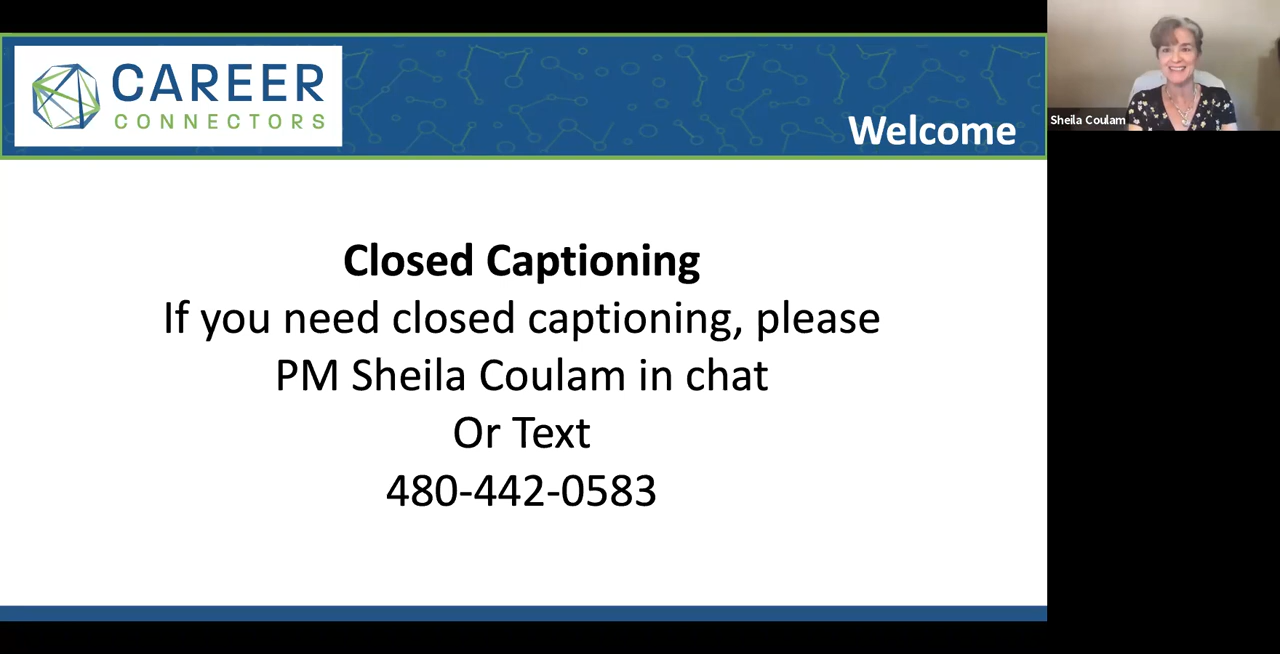 CAREER
CONNECTORS
Welcome
Sheila Coulam
Closed Captioning
If you need closed captioning, please
PM Sheila Coulam in chat
Or Text
480-442-0583